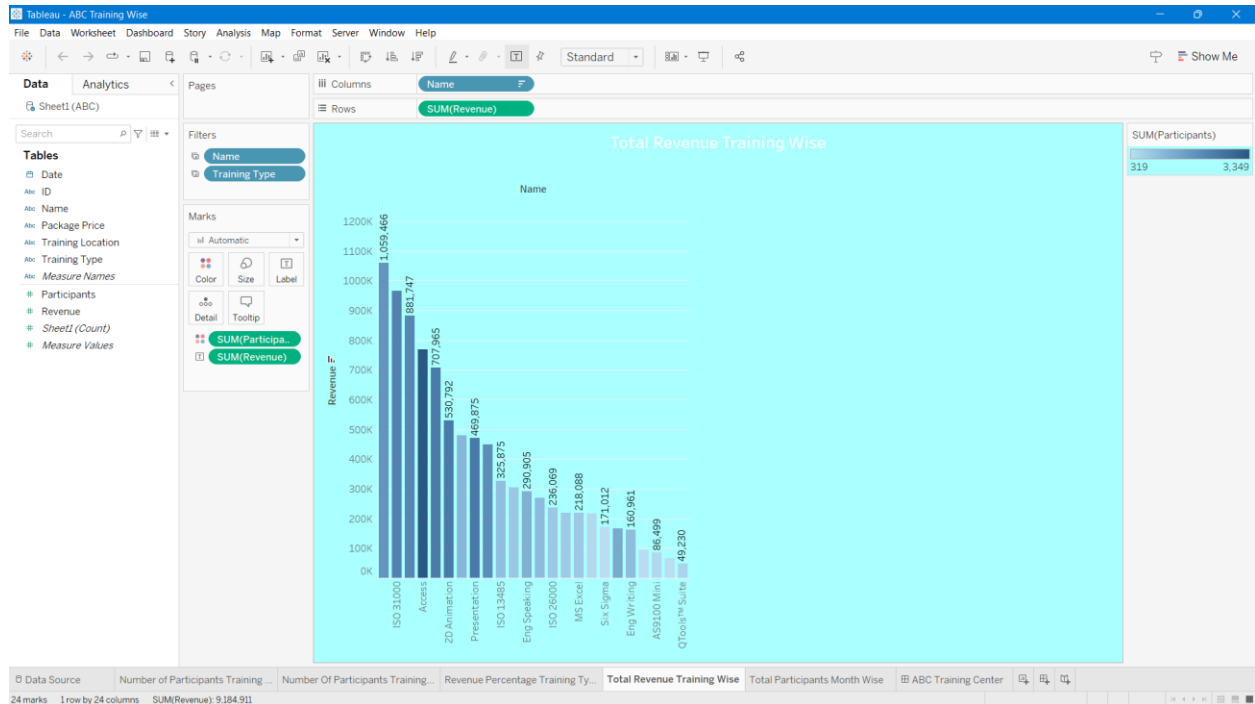 Tableau - ABC Training Wise
File Data Worksheet Dashboard Story Analysis Map Format Server Window Help
Standard
Show Me
Data Analytics
Sheet1 (ABC)
Search
Tables
Date
Abc ID
Abc Name
Abc Package Price
Abc Training Location
Abc Training Type
Abc Measure Names
# Participants
# Revenue
# Sheet1 (Count)
# Measure Values
Pages
Filters
Name
Training Type
Marks
Automatic
Color Size Label
Detail Tooltip
SUM(Participa..
SUM(Revenue)
Columns Name
Rows SUM(Revenue)
Total Revenue Training Wise
Name
Revenue
1200K
1100K
1000K
900K
800K
700K
600K
500K
400K
300K
200K
100K
0K
1,059,466
881,747
707,965
530,792
469,875
325,875
290,905
236,069
218,088
171,012
160,961
86,499
49,230
ISO 31000
Access
2D Animation
Presentation
ISO 13485
Eng Speaking
ISO 26000
MS Excel
Six Sigma
Eng Writing
AS9100 Mini
QTools™ Suite
SUM(Participants)
319 3,349
Data Source Number of Participants Training ... Number Of Participants Training... Revenue Percentage Training Ty... Total Revenue Training Wise Total Participants Month Wise ABC Training Center
24 marks 1 row by 24 columns SUM(Revenue): 9,184,911